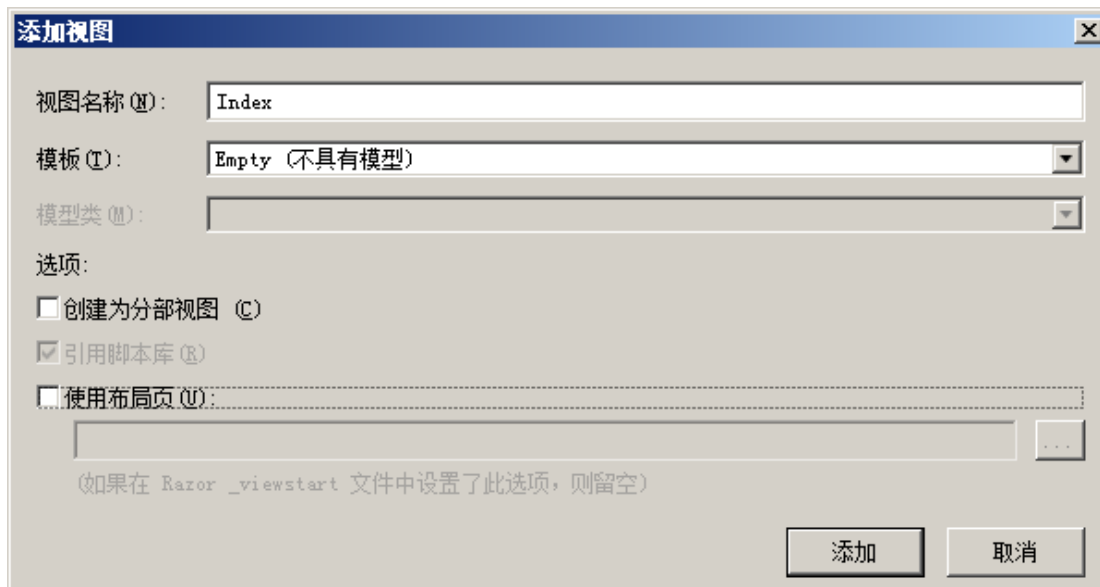 添加视图
视图名称(N): Index
模板(T): Empty (不具有模型)
模型类(M):
选项:
创建为分部视图 (C)
引用脚本库(R)
使用布局页(U):
...
(如果在 Razor _viewstart 文件中设置了此选项，则留空)
添加 取消